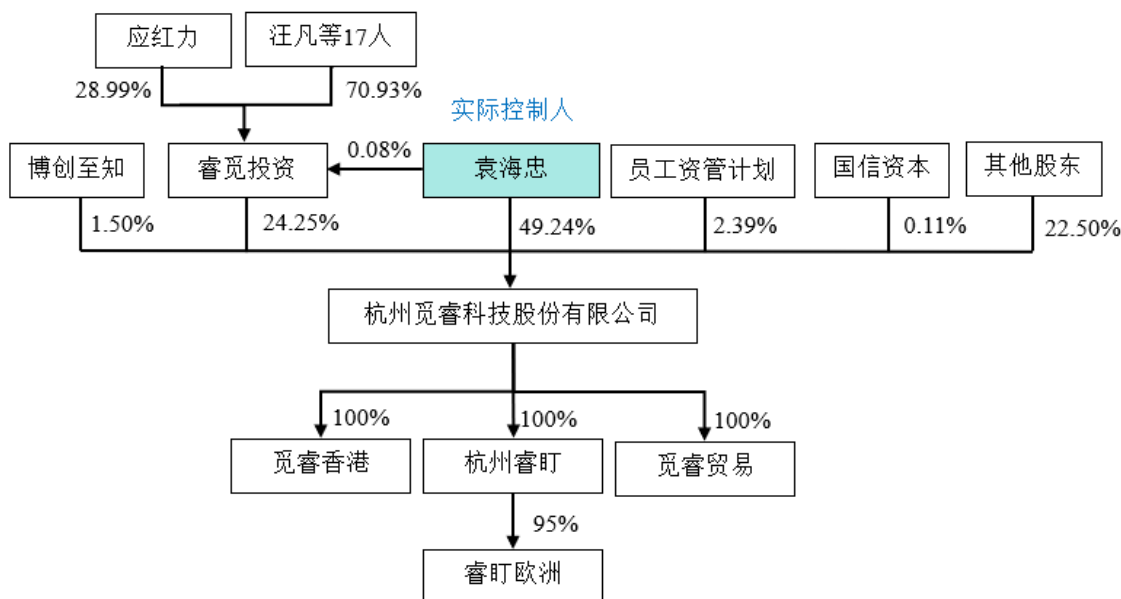 应红力
汪凡等17人
28.99%
70.93%
实际控制人
0.08%
博创至知
睿觅投资
袁海忠
员工资管计划
国信资本
其他股东
1.50%
24.25%
49.24%
2.39%
0.11%
22.50%
杭州觅睿科技股份有限公司
100%
100%
100%
觅睿香港
杭州睿盯
觅睿贸易
95%
睿盯欧洲